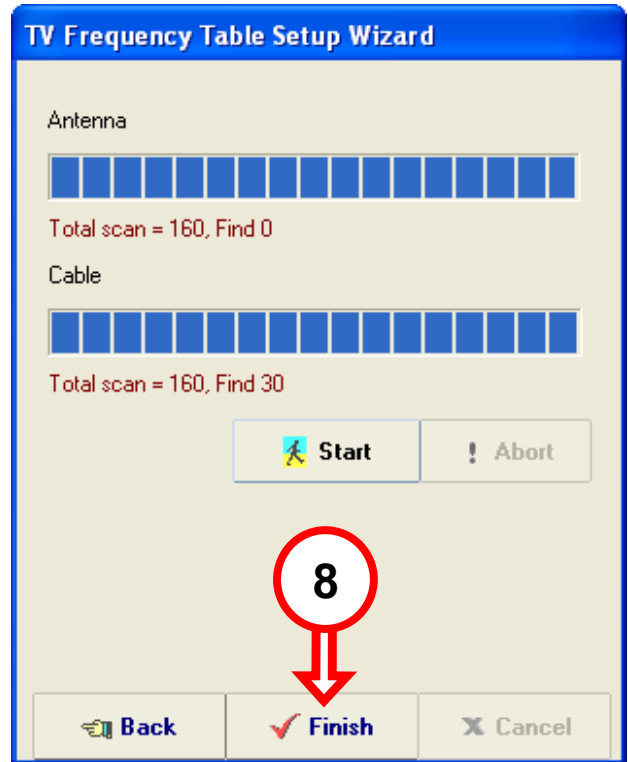 TV Frequency Table Setup Wizard
Antenna
Total scan = 160, Find 0
Cable
Total scan = 160, Find 30
Start ! Abort
8
Back Finish X Cancel